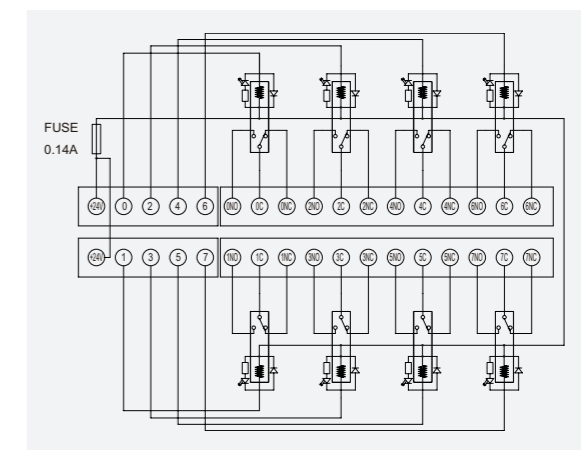 FUSE
0.14A
+24V 0 2 4 6 0NO 0C 0NC 2NO 2C 2NC 4NO 4C 4NC 6NO 6C 6NC
+24V 1 3 5 7 1NO 1C 1NC 3NO 3C 3NC 5NO 5C 5NC 7NO 7C 7NC